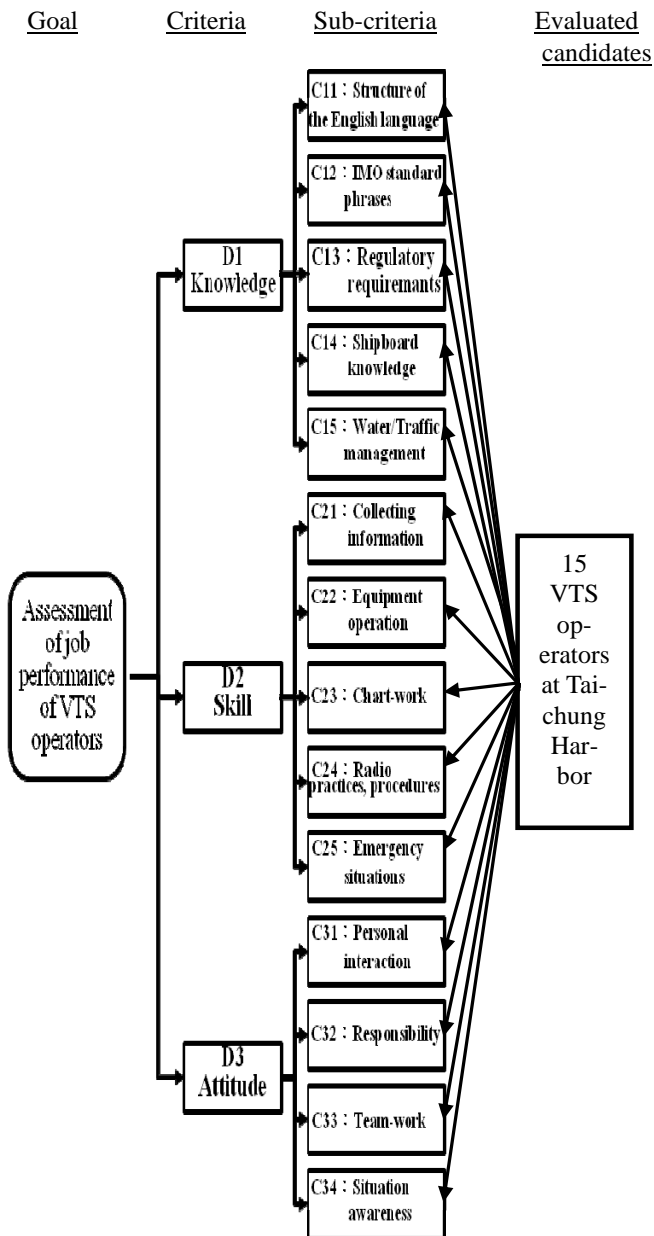 Goal
Criteria
Sub-criteria
Evaluated
candidates
C11：Structure of
the English language
C12：IMO standard
phrases
D1
Knowledge
C13：Regulatory
requiremants
C14：Shipboard
knowledge
C15：Water/Traffic
management
C21：Collecting
information
C22：Equipment
operation
Assessment
of job
performance
of VTS
operators
D2
Skill
C23：Chart-work
C24：Radio
practices, procedures
C25：Emergency
situations
15
VTS
op-
erators
at Tai-
chung
Har-
bor
C31：Personal
interaction
C32：Responsibility
D3
Attitude
C33：Team-work
C34：Situation
awareness